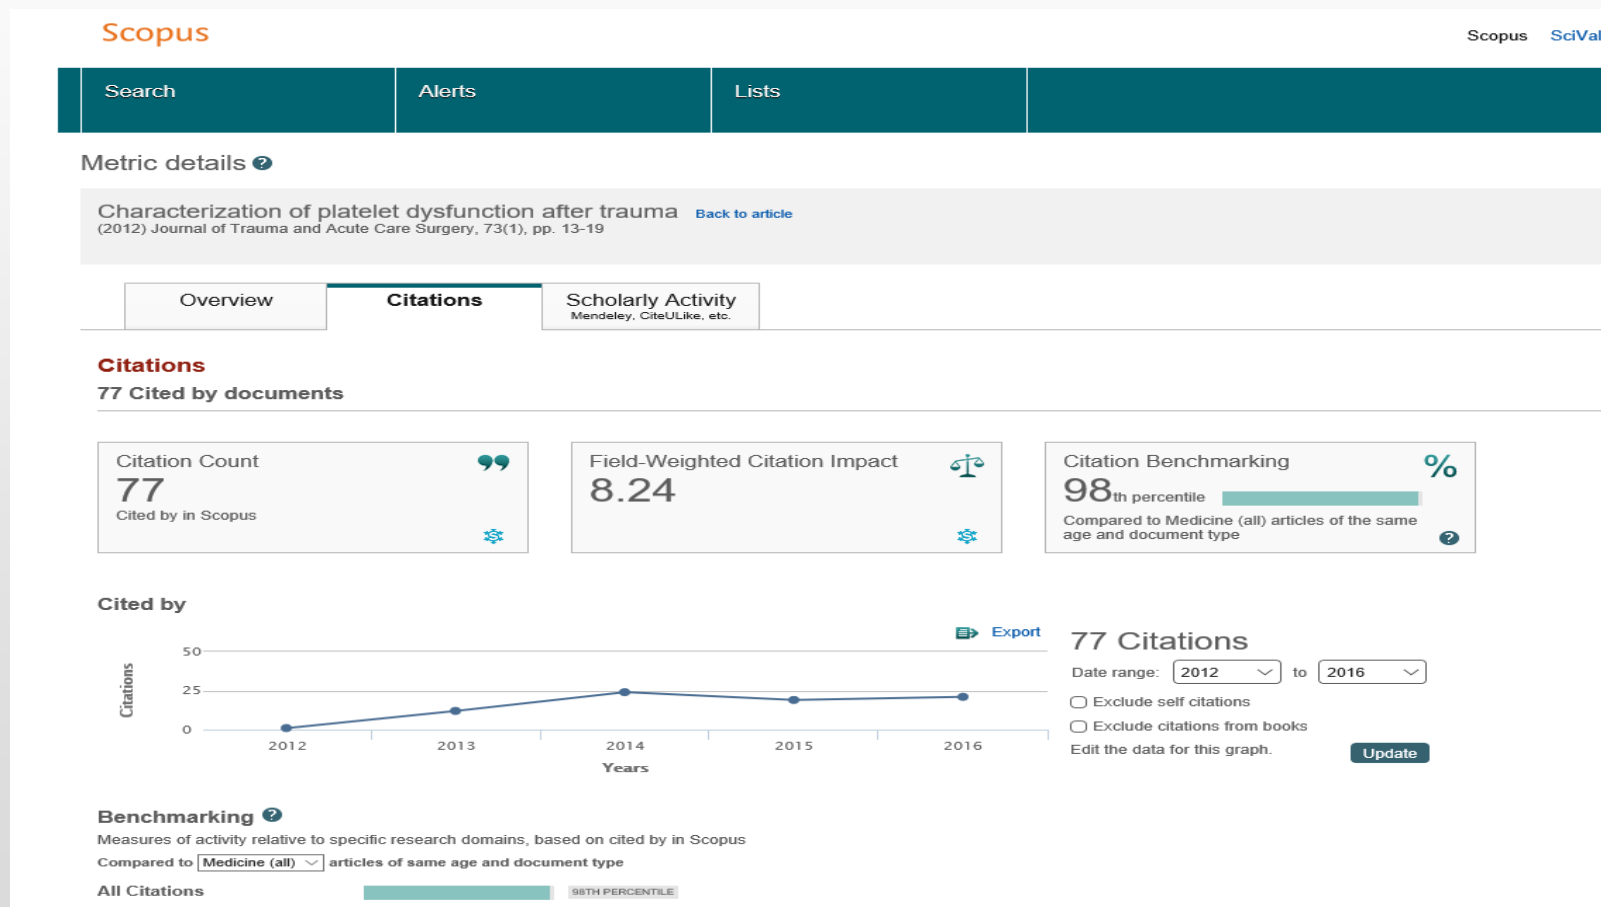 Scopus
Scopus SciVal
Search Alerts Lists
Metric details ?
Characterization of platelet dysfunction after trauma Back to article
(2012) Journal of Trauma and Acute Care Surgery, 73(1), pp. 13-19
Overview
Citations
Scholarly Activity
Mendeley, CiteULike, etc.
Citations
77 Cited by documents
Citation Count
77
Cited by in Scopus
Field-Weighted Citation Impact
8.24
Citation Benchmarking
%
98th percentile
Compared to Medicine (all) articles of the same
age and document type
?
Cited by
Export
50
25
0
Citations
2012 2013 2014 2015 2016
Years
77 Citations
Date range: 2012 to 2016
Exclude self citations
Exclude citations from books
Edit the data for this graph.
Update
Benchmarking ?
Measures of activity relative to specific research domains, based on cited by in Scopus
Compared to Medicine (all) articles of same age and document type
All Citations 98TH PERCENTILE